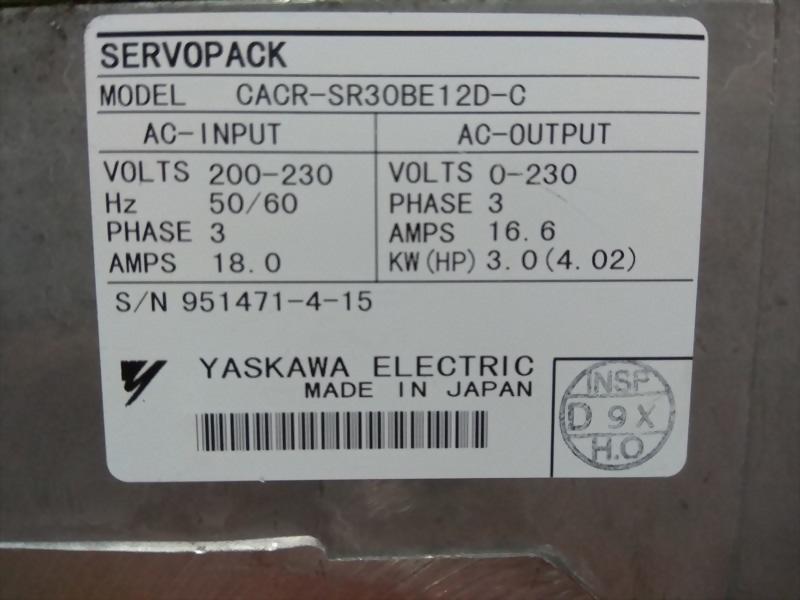 SERVOPACK
MODEL CACR-SR30BE12D-C
AC-INPUT AC-OUTPUT
VOLTS 200-230 VOLTS 0-230
Hz 50/60 PHASE 3
PHASE 3 AMPS 16.6
AMPS 18.0 KW(HP) 3.0(4.02)
S/N 951471-4-15
YASKAWA ELECTRIC
MADE IN JAPAN
INSP
D 9 X
H.O